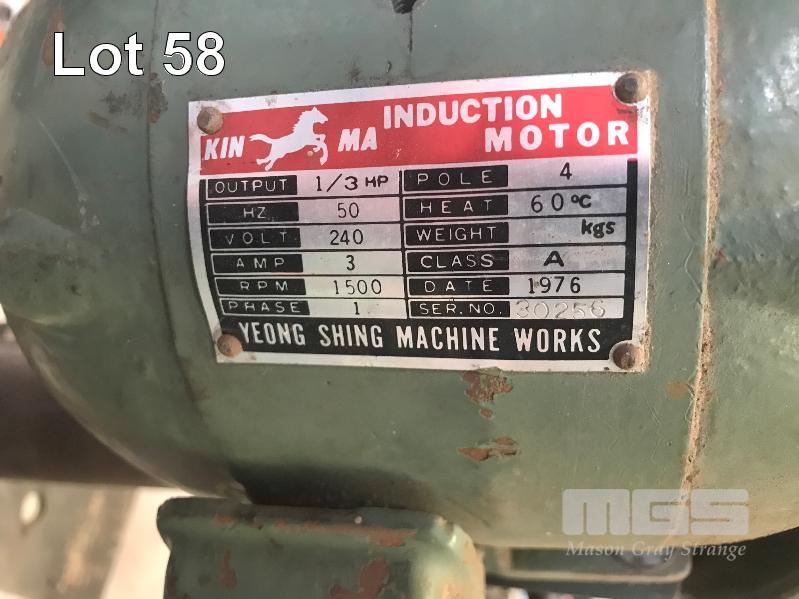 Lot 58
KIN MA INDUCTION MOTOR
OUTPUT 1/3 HP POLE 4
HZ 50 HEAT 60°C
VOLT 240 WEIGHT kgs
AMP 3 CLASS A
RPM 1500 DATE 1976
PHASE 1 SER. NO. 30256
YEONG SHING MACHINE WORKS
MGS
Mason Gray Strange